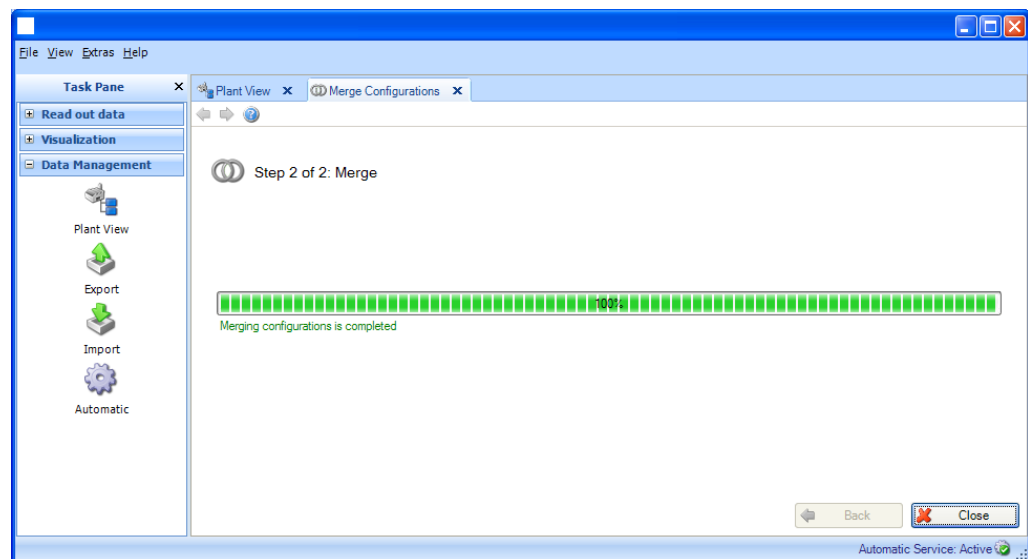 File View Extras Help
Task Pane
Plant View
Merge Configurations
Read out data
Visualization
Data Management
Plant View
Export
Import
Automatic
Step 2 of 2: Merge
100%
Merging configurations is completed
Back
Close
Automatic Service: Active